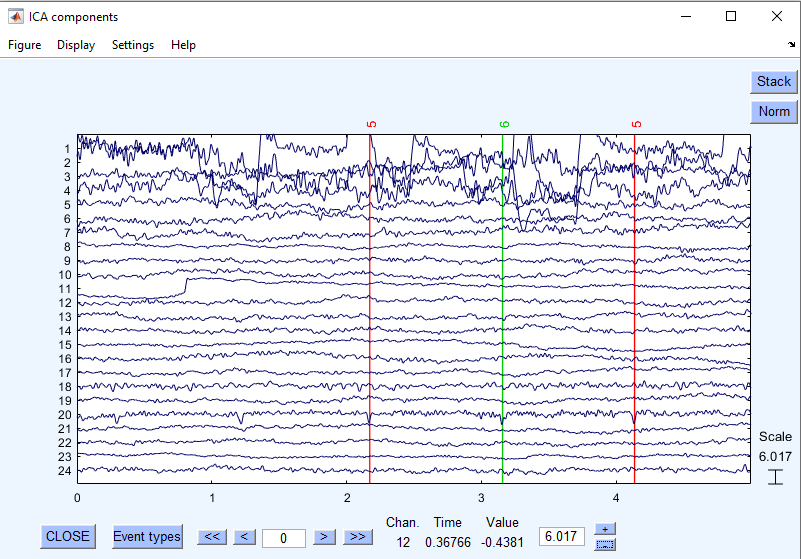 ICA components
Figure Display Settings Help
Stack
Norm
5 6 5
1
2
3
4
5
6
7
8
9
10
11
12
13
14
15
16
17
18
19
20
21
22
23
24
0 1 2 3 4
Scale
6.017
Chan. Time Value
CLOSE Event types << < 0 > >> 12 0.36766 -0.4381 6.017 +
-